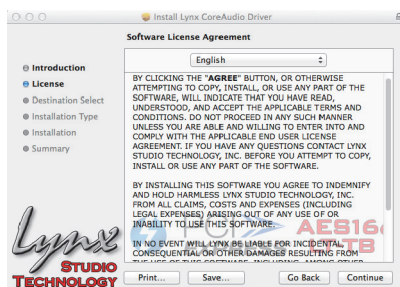 Install Lynx CoreAudio Driver
Software License Agreement
English
Introduction
License
Destination Select
Installation Type
Installation
Summary
BY CLICKING THE "AGREE" BUTTON, OR OTHERWISE
ATTEMPTING TO COPY, INSTALL, OR USE ANY PART OF THE
SOFTWARE, WILL INDICATE THAT YOU HAVE READ,
UNDERSTOOD, AND ACCEPT THE APPLICABLE TERMS AND
CONDITIONS. DO NOT PROCEED IN ANY SUCH MANNER
UNLESS YOU ARE ABLE AND WILLING TO ENTER INTO AND
COMPLY WITH THE APPLICABLE END USER LICENSE
AGREEMENT. IF YOU HAVE ANY QUESTIONS CONTACT LYNX
STUDIO TECHNOLOGY, INC. BEFORE YOU ATTEMPT TO COPY,
INSTALL OR USE ANY PART OF THE SOFTWARE.
BY INSTALLING THIS SOFTWARE YOU AGREE TO INDEMNIFY
AND HOLD HARMLESS LYNX STUDIO TECHNOLOGY, INC.
FROM ALL CLAIMS, COSTS AND EXPENSES (INCLUDING
LEGAL EXPENSES) ARISING OUT OF ANY USE OF OR
INABILITY TO USE THIS SOFTWARE
IN NO EVENT WILL LYNX BE LIABLE FOR INCIDENTAL,
CONSEQUENTIAL OR OTHER DAMAGES RESULTING FROM
AES16
Lynx
STUDIO
TECHNOLOGY
Print...
Save...
Go Back
Continue